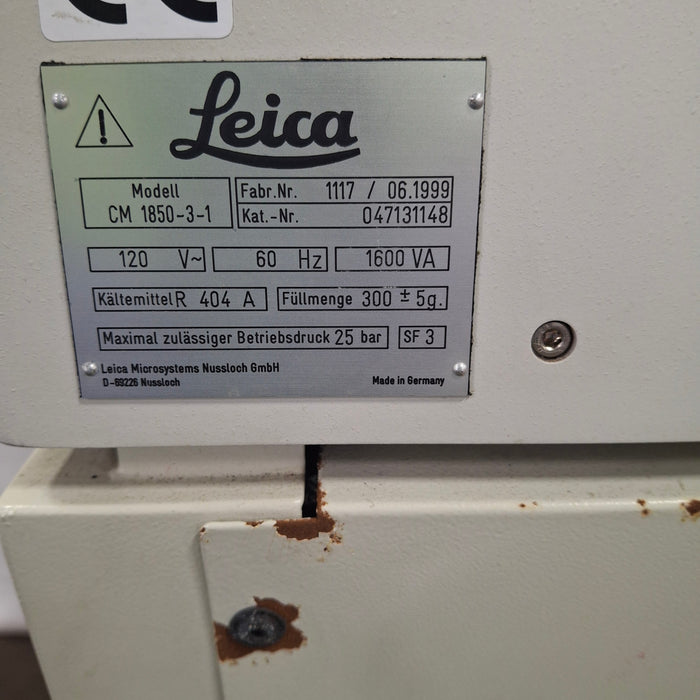 CE
Leica
Modell
CM 1850-3-1
Fabr.Nr. 1117 / 06.1999
Kat.-Nr. 047131148
120 V~ 60 Hz 1600 VA
Kältemittel R 404 A Füllmenge 300 ± 5g.
Maximal zulässiger Betriebsdruck 25 bar SF 3
Leica Microsystems Nussloch GmbH
D-69226 Nussloch
Made in Germany